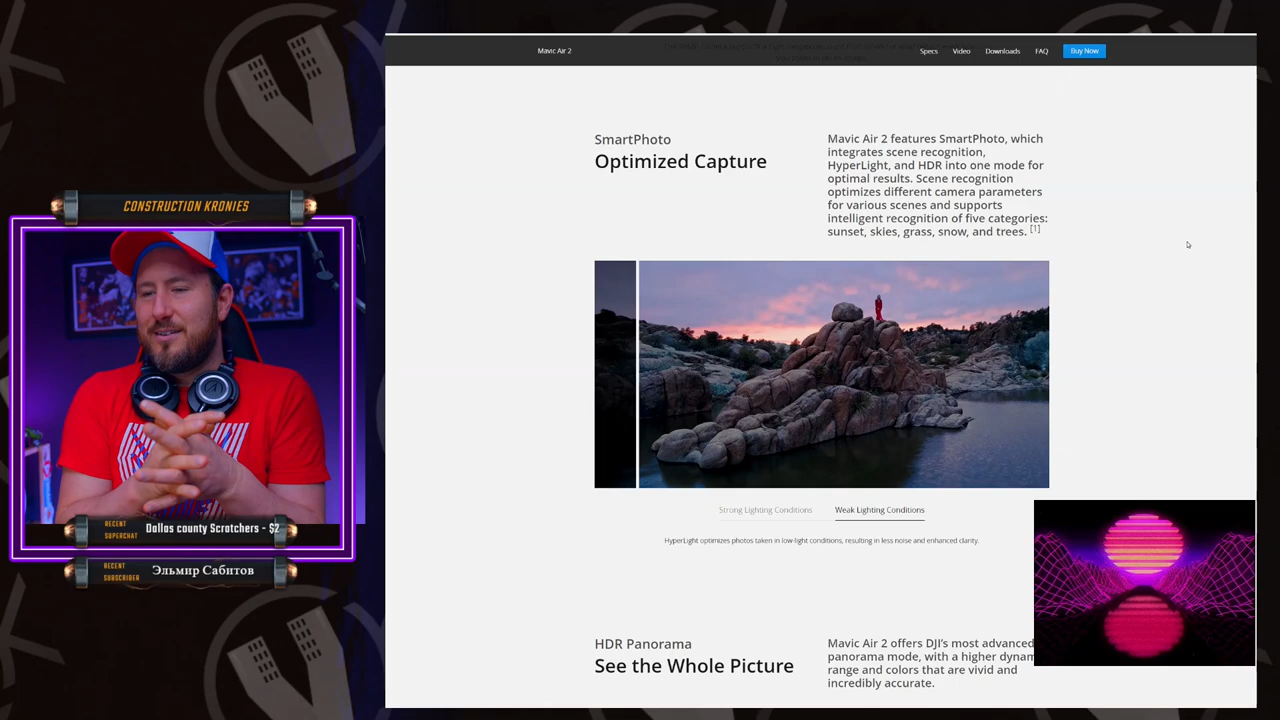 Mavic Air 2
Specs
Video
Downloads
FAQ
Buy Now
SmartPhoto
Optimized Capture
Mavic Air 2 features SmartPhoto, which
integrates scene recognition,
HyperLight, and HDR into one mode for
optimal results. Scene recognition
optimizes different camera parameters
for various scenes and supports
intelligent recognition of five categories:
sunset, skies, grass, snow, and trees. [1]
CONSTRUCTION KRONIES
Strong Lighting Conditions
Weak Lighting Conditions
HyperLight optimizes photos taken in low-light conditions, resulting in less noise and enhanced clarity.
RECENT
SUPERCHAT
Dallas county Scratchers - $2
RECENT
SUBSCRIBER
Эльмир Сабитов
HDR Panorama
See the Whole Picture
Mavic Air 2 offers DJI’s most advanced
panorama mode, with a higher dynam
range and colors that are vivid and
incredibly accurate.